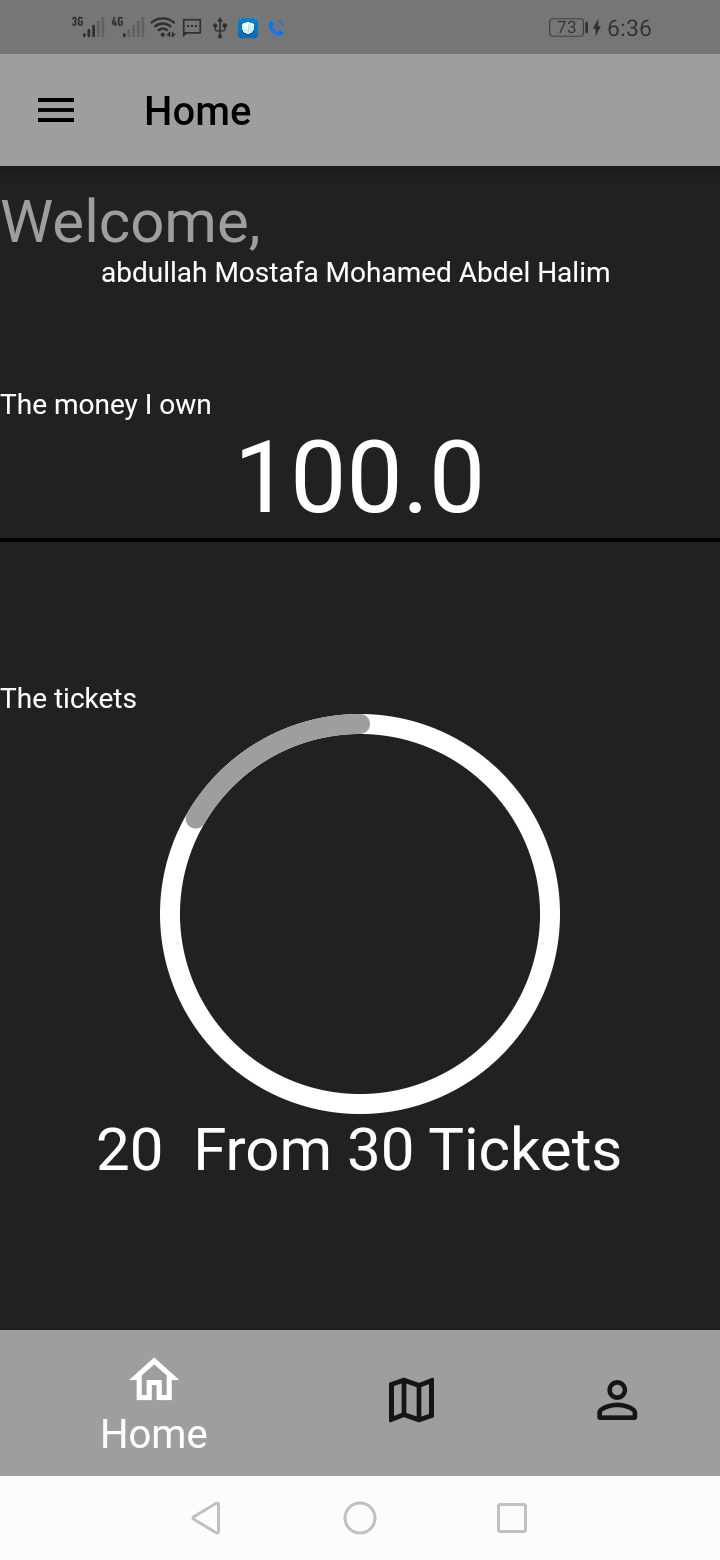 3G 4G 73 6:36
Home
Welcome,
abdullah Mostafa Mohamed Abdel Halim
The money I own
100.0
The tickets
20 From 30 Tickets
Home